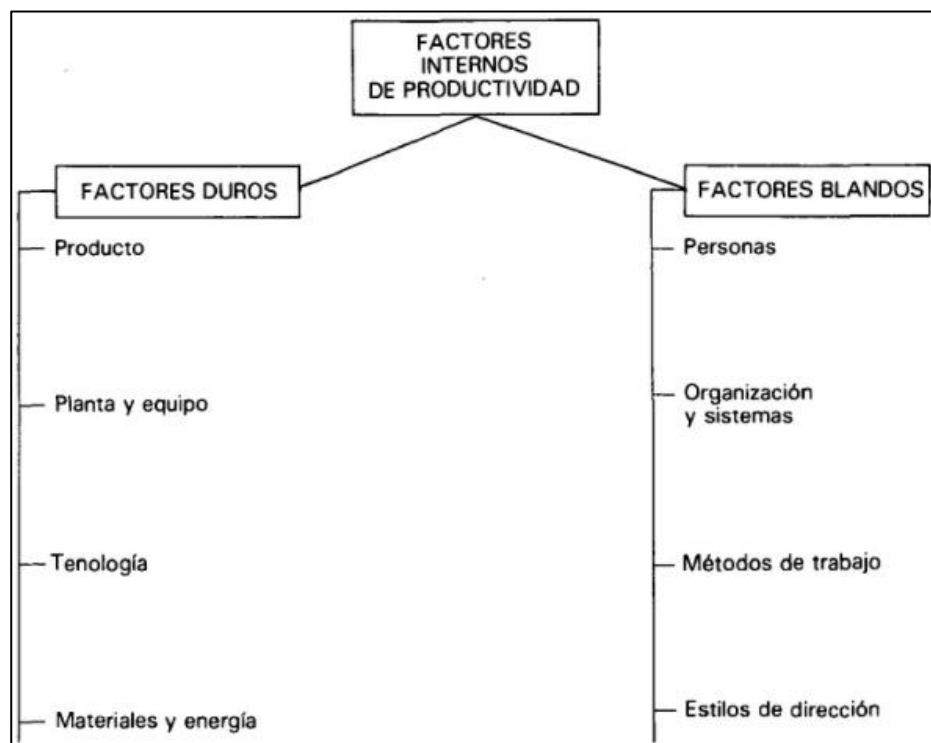 FACTORES
INTERNOS
DE PRODUCTIVIDAD
FACTORES DUROS
Producto
Planta y equipo
Tenología
Materiales y energía
FACTORES BLANDOS
Personas
Organización
y sistemas
Métodos de trabajo
Estilos de dirección